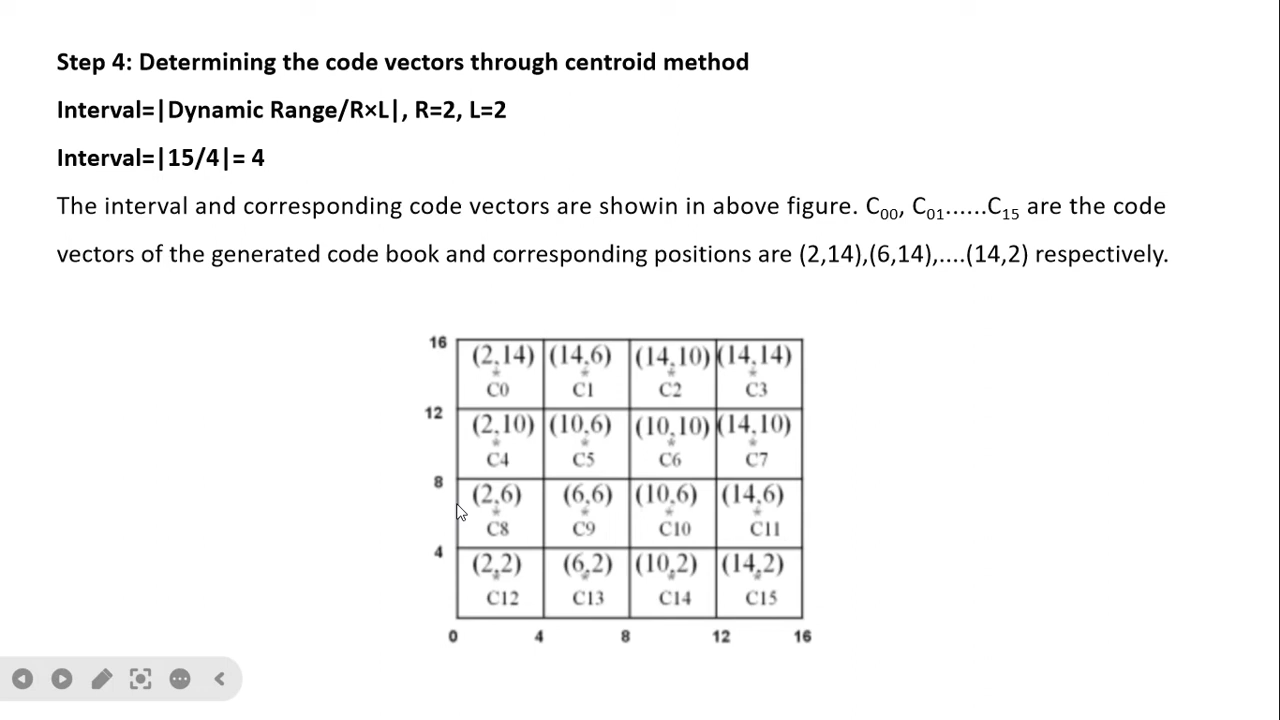 Step 4: Determining the code vectors through centroid method
Interval=|Dynamic Range/R×L|, R=2, L=2
Interval=|15/4|= 4
The interval and corresponding code vectors are showin in above figure. C₀₀, C₀₁......C₁₅ are the code
vectors of the generated code book and corresponding positions are (2,14),(6,14),....(14,2) respectively.
16
(2,14) (14,6) (14,10) (14,14)
C0 C1 C2 C3
12
(2,10) (10,6) (10,10) (14,10)
C4 C5 C6 C7
8
(2,6) (6,6) (10,6) (14,6)
C8 C9 C10 C11
4
(2,2) (6,2) (10,2) (14,2)
C12 C13 C14 C15
0 4 8 12 16